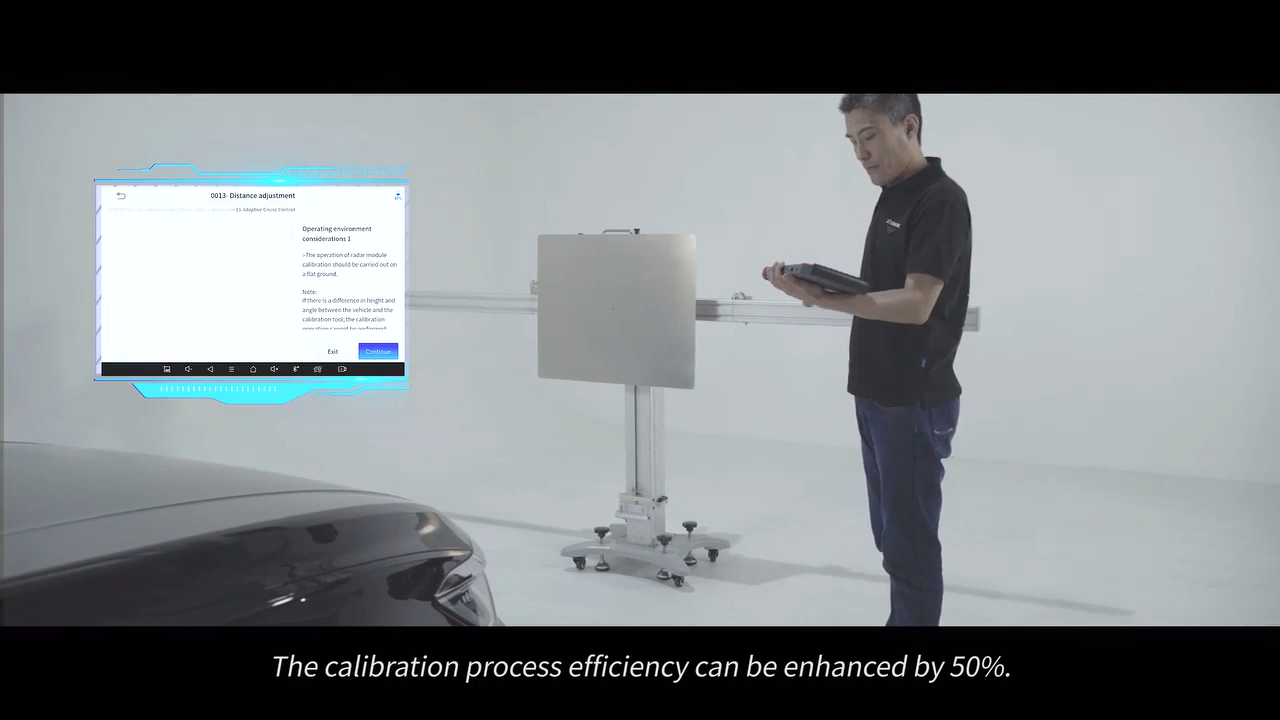 0013- Distance adjustment
11 Adaptive Cruise Control
Operating environment
considerations 1
>The operation of radar module
calibration should be carried out on
a flat ground.
Note:
If there is a difference in height and
angle between the vehicle and the
calibration tool, the calibration
Exit
Continue
The calibration process efficiency can be enhanced by 50%.